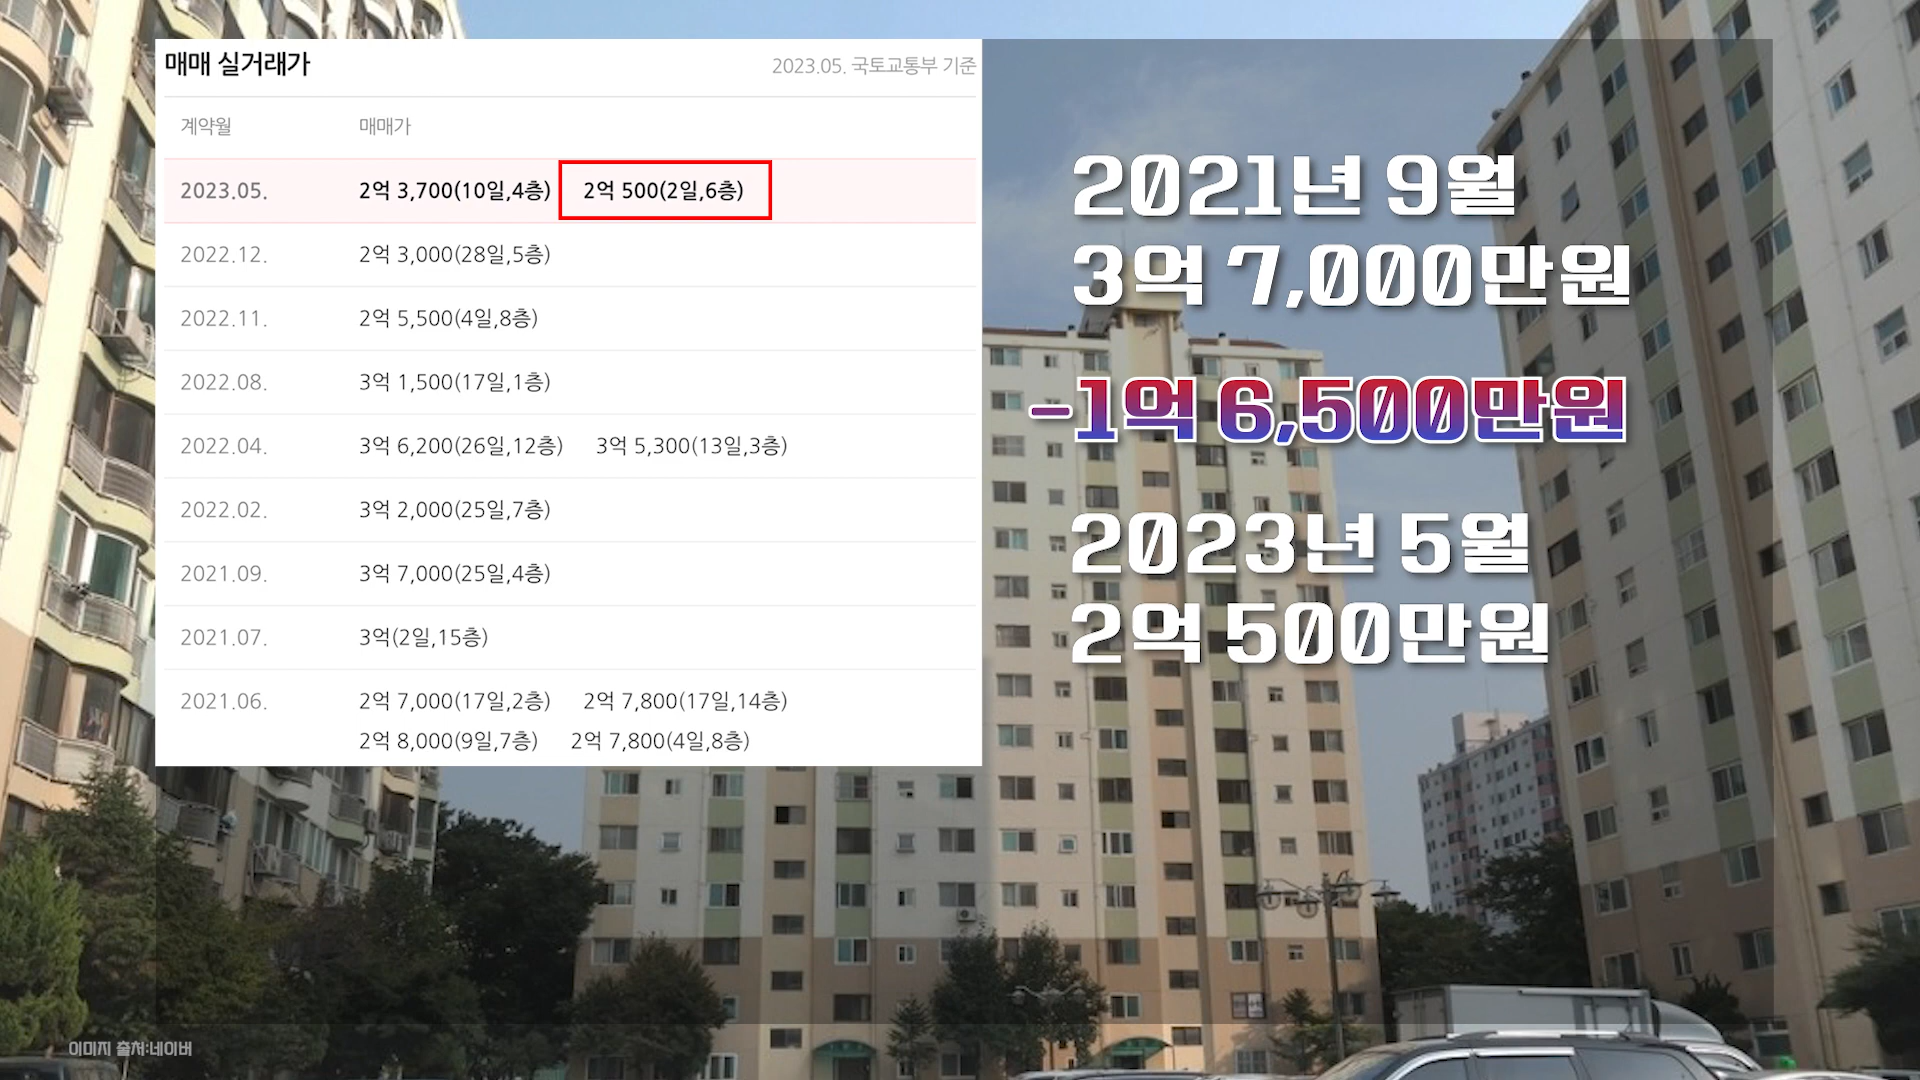 매매 실거래가
2023.05. 국토교통부 기준
계약월 매매가
2023.05. 2억 3,700(10일,4층) 2억 500(2일,6층)
2022.12. 2억 3,000(28일,5층)
2022.11. 2억 5,500(4일,8층)
2022.08. 3억 1,500(17일,1층)
2022.04. 3억 6,200(26일,12층) 3억 5,300(13일,3층)
2022.02. 3억 2,000(25일,7층)
2021.09. 3억 7,000(25일,4층)
2021.07. 3억(2일,15층)
2021.06. 2억 7,000(17일,2층) 2억 7,800(17일,14층)
2억 8,000(9일,7층) 2억 7,800(4일,8층)
2021년 9월
3억 7,000만원
-1억 6,500만원
2023년 5월
2억 500만원
이미지 출처:네이버